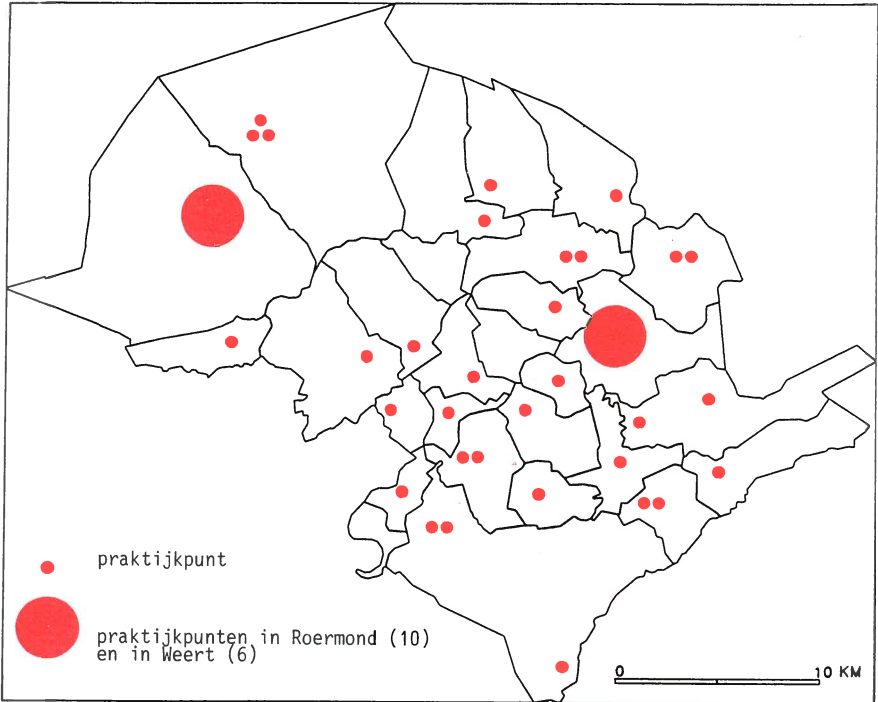 praktijkpunt
praktijkpunten in Roermond (10)
en in Weert (6)
0 10 KM